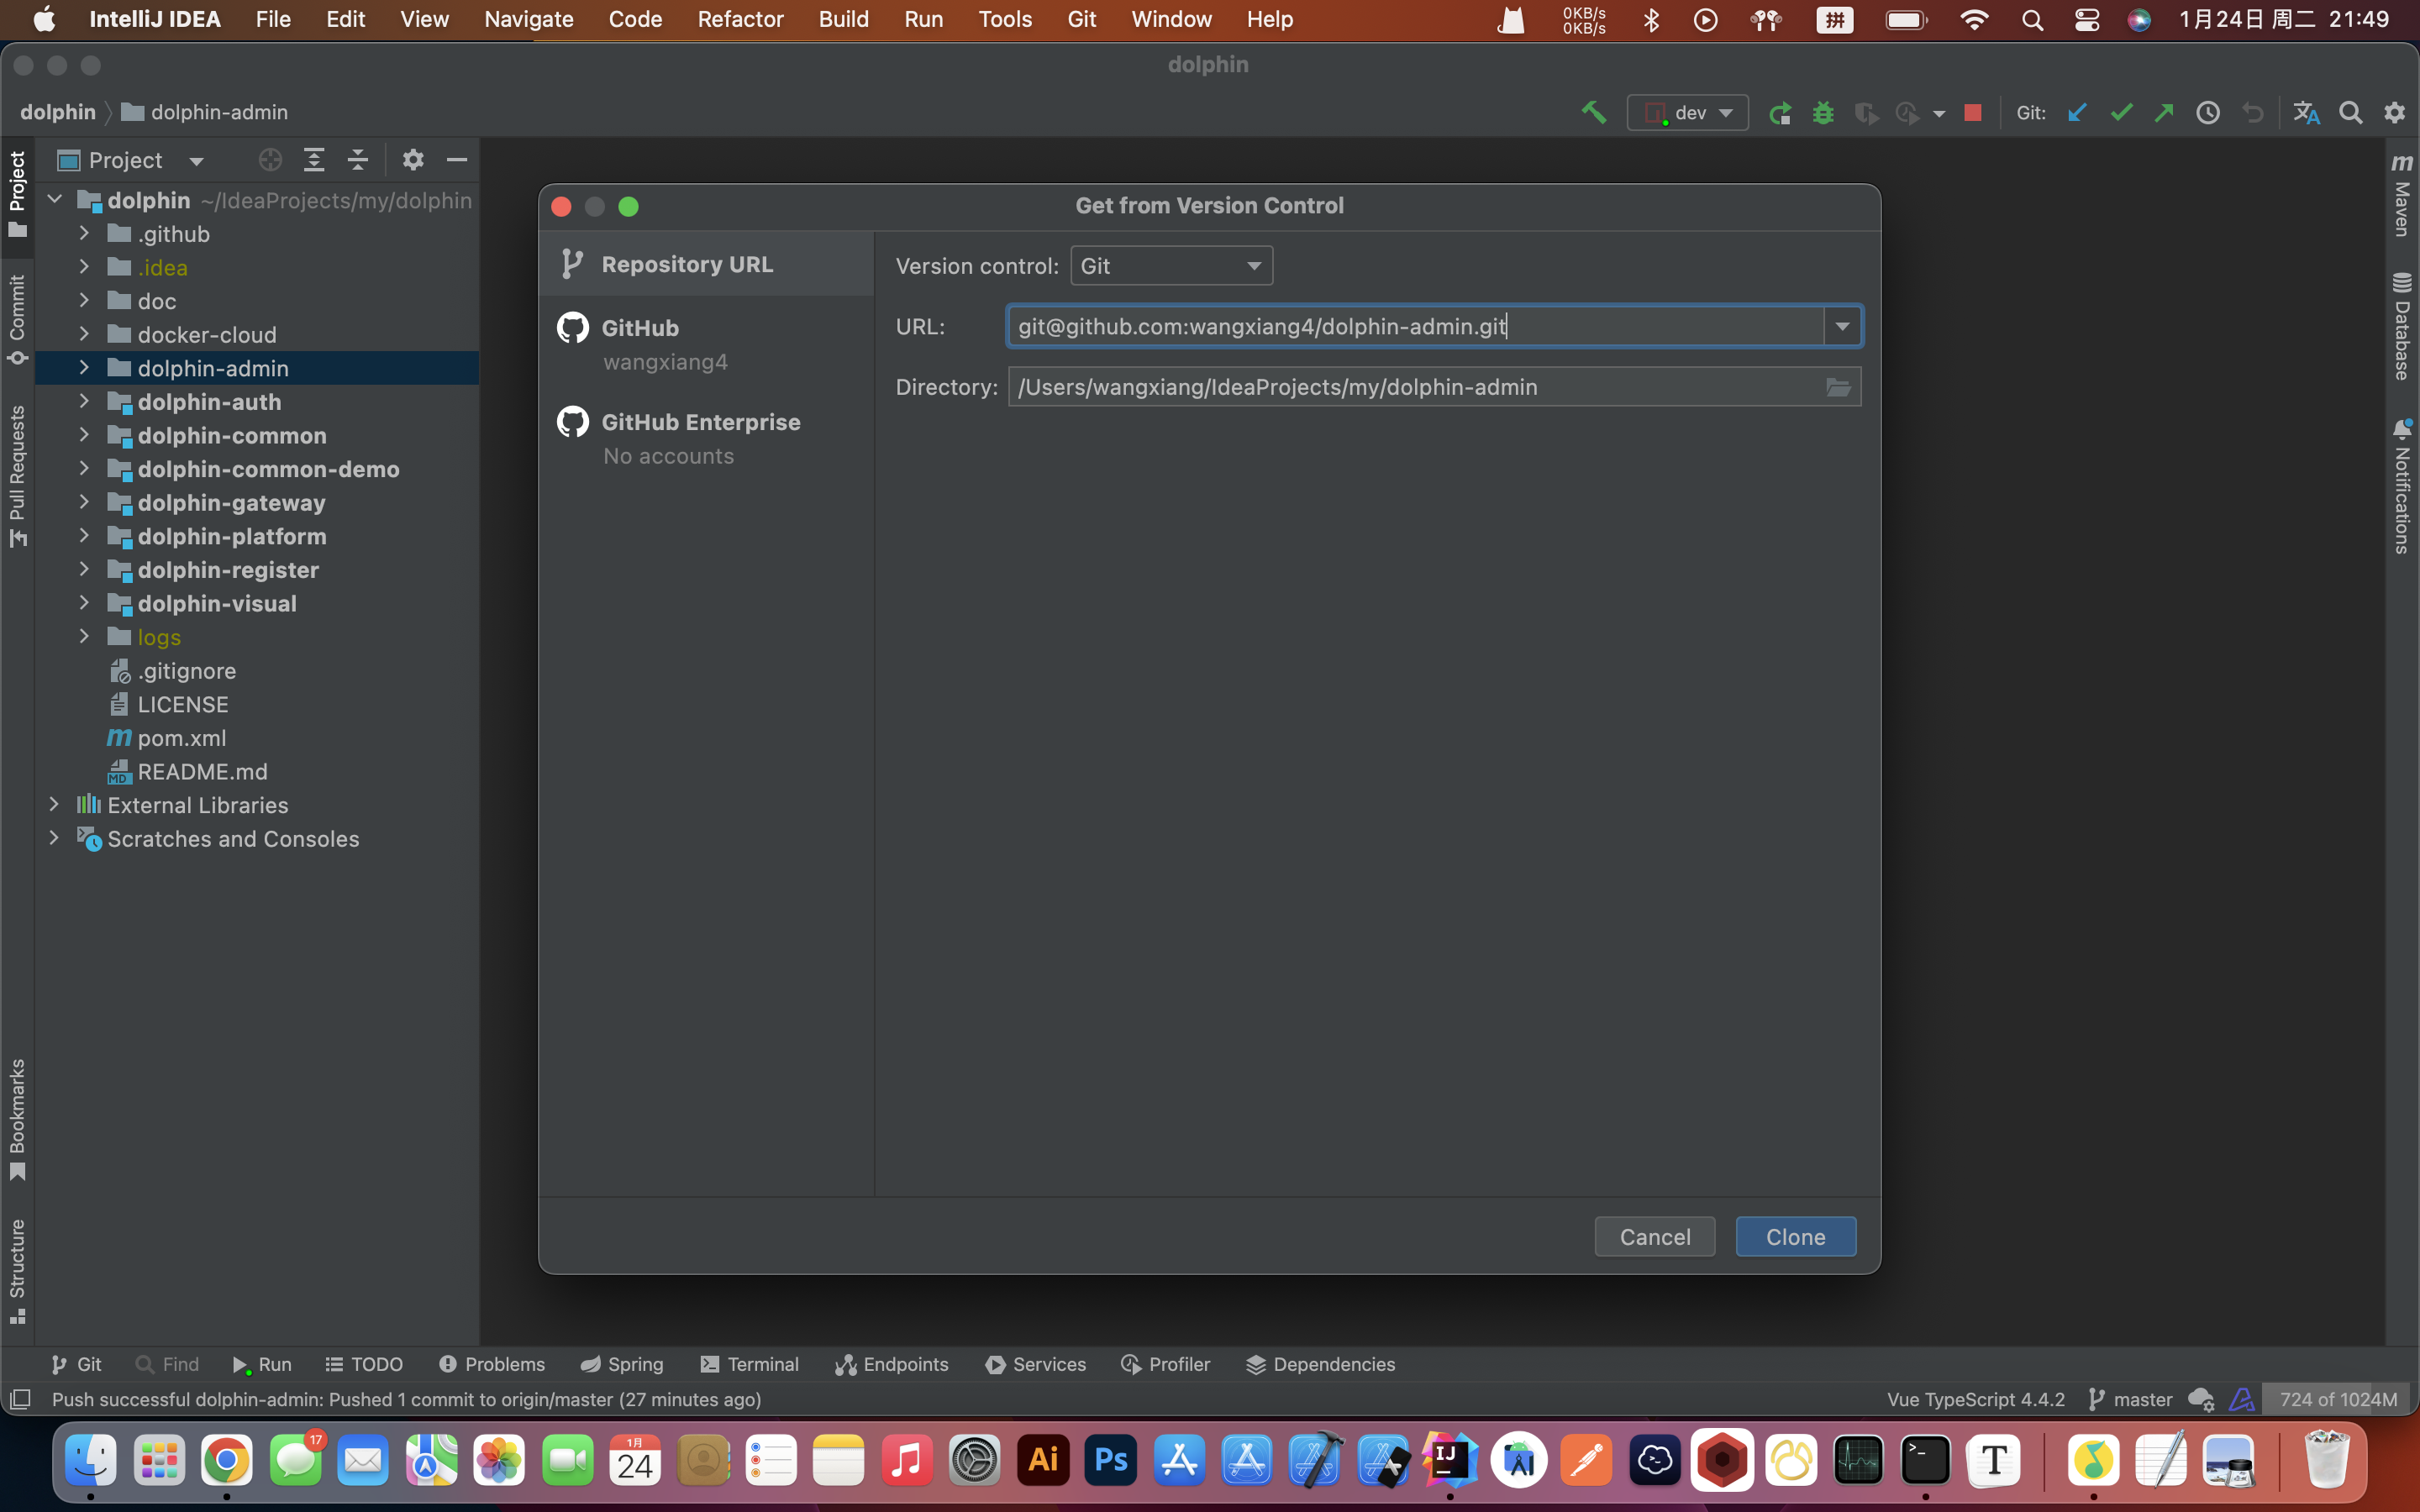 IntelliJ IDEA File Edit View Navigate Code Refactor Build Run Tools Git Window Help 0KB/s 拼 1月24日 周二 21:49
0KB/s
dolphin
dolphin dolphin-admin dev Git:
Project
dolphin ~/IdeaProjects/my/dolphin
.github
.idea
doc
docker-cloud
dolphin-admin
dolphin-auth
dolphin-common
dolphin-common-demo
dolphin-gateway
dolphin-platform
dolphin-register
dolphin-visual
logs
.gitignore
LICENSE
pom.xml
README.md
External Libraries
Scratches and Consoles
Project
Commit
Pull Requests
Bookmarks
Structure
Get from Version Control
Repository URL
GitHub
wangxiang4
GitHub Enterprise
No accounts
Version control: Git
URL: git@github.com:wangxiang4/dolphin-admin.git
Directory: /Users/wangxiang/IdeaProjects/my/dolphin-admin
Cancel Clone
Maven
Database
Notifications
Git Find Run TODO Problems Spring Terminal Endpoints Services Profiler Dependencies
Push successful dolphin-admin: Pushed 1 commit to origin/master (27 minutes ago) Vue TypeScript 4.4.2 master 724 of 1024M
17
1月
24
Ai
Ps
IJ
T